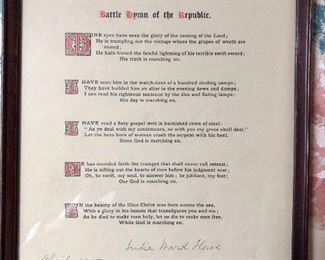 Battle Hymn of the Republic.
MINE eyes have seen the glory of the coming of the Lord;
He is trampling out the vintage where the grapes of wrath are
stored;
He hath loosed the fateful lightning of his terrible swift sword;
His truth is marching on.
I HAVE seen him in the watch-fires of a hundred circling camps;
They have builded him an altar in the evening dews and damps;
I can read his righteous sentence by the dim and flaring lamps;
His day is marching on.
I HAVE read a fiery gospel writ in burnished rows of steel:
"As ye deal with my contemners, so with you my grace shall deal."
Let the hero born of woman crush the serpent with his heel,
Since God is marching on.
HE has sounded forth the trumpet that shall never call retreat;
He is sifting out the hearts of men before his judgment seat;
Oh, be swift, my soul, to answer him; be jubilant, my feet;
Our God is marching on.
IN the beauty of the lilies Christ was born across the sea,
With a glory in his bosom that transfigures you and me;
As he died to make men holy, let us die to make men free,
While God is marching on.
Julia Ward Howe